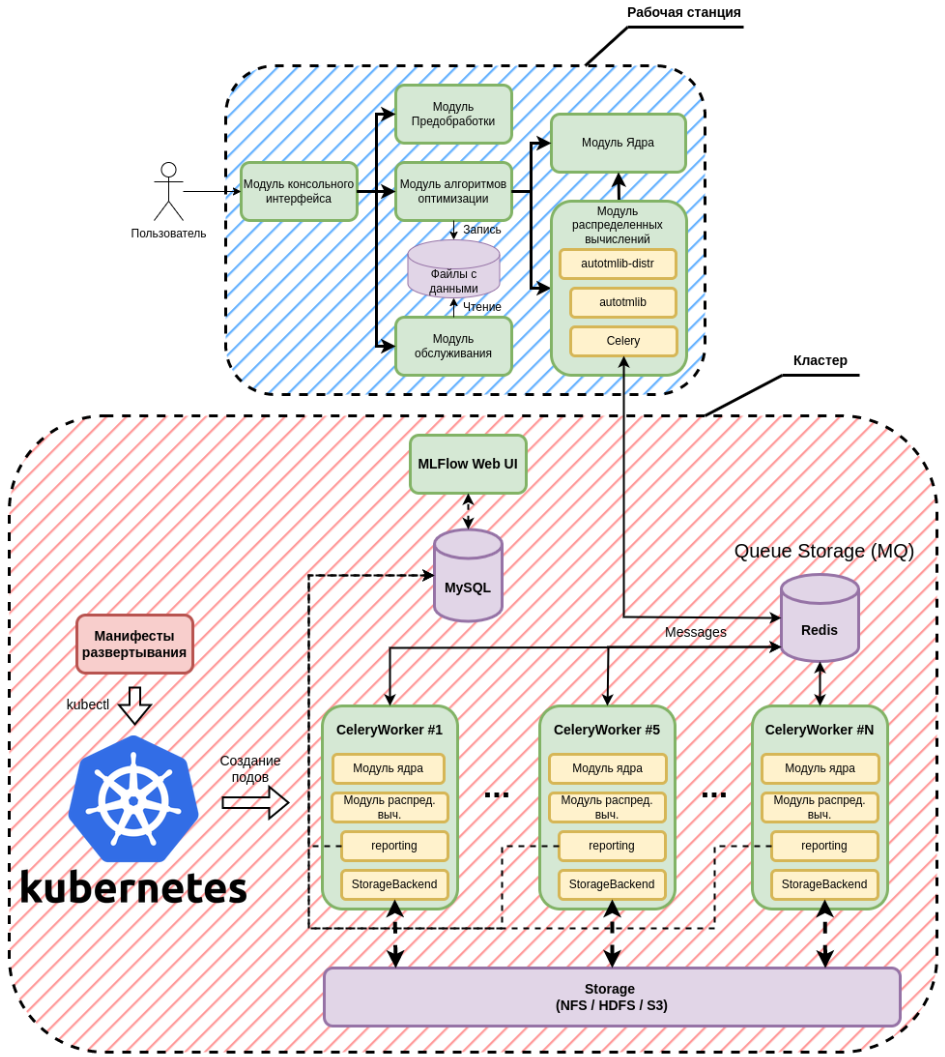 Рабочая станция
Модуль
Предобработки
Модуль Ядра
Модуль консольного
интерфейса
Модуль алгоритмов
оптимизации
Пользователь
Запись
Модуль
распределенных
вычислений
autotmlib-distr
autotmlib
Celery
Файлы с
данными
Чтение
Модуль
обслуживания
Кластер
MLFlow Web UI
MySQL
Queue Storage (MQ)
Redis
Messages
Манифесты
развертывания
kubectl
kubernetes
Создание
подов
CeleryWorker #1
Модуль ядра
Модуль распред.
выч.
reporting
StorageBackend
...
CeleryWorker #5
Модуль ядра
Модуль распред.
выч.
reporting
StorageBackend
...
CeleryWorker #N
Модуль ядра
Модуль распред.
выч.
reporting
StorageBackend
Storage
(NFS / HDFS / S3)